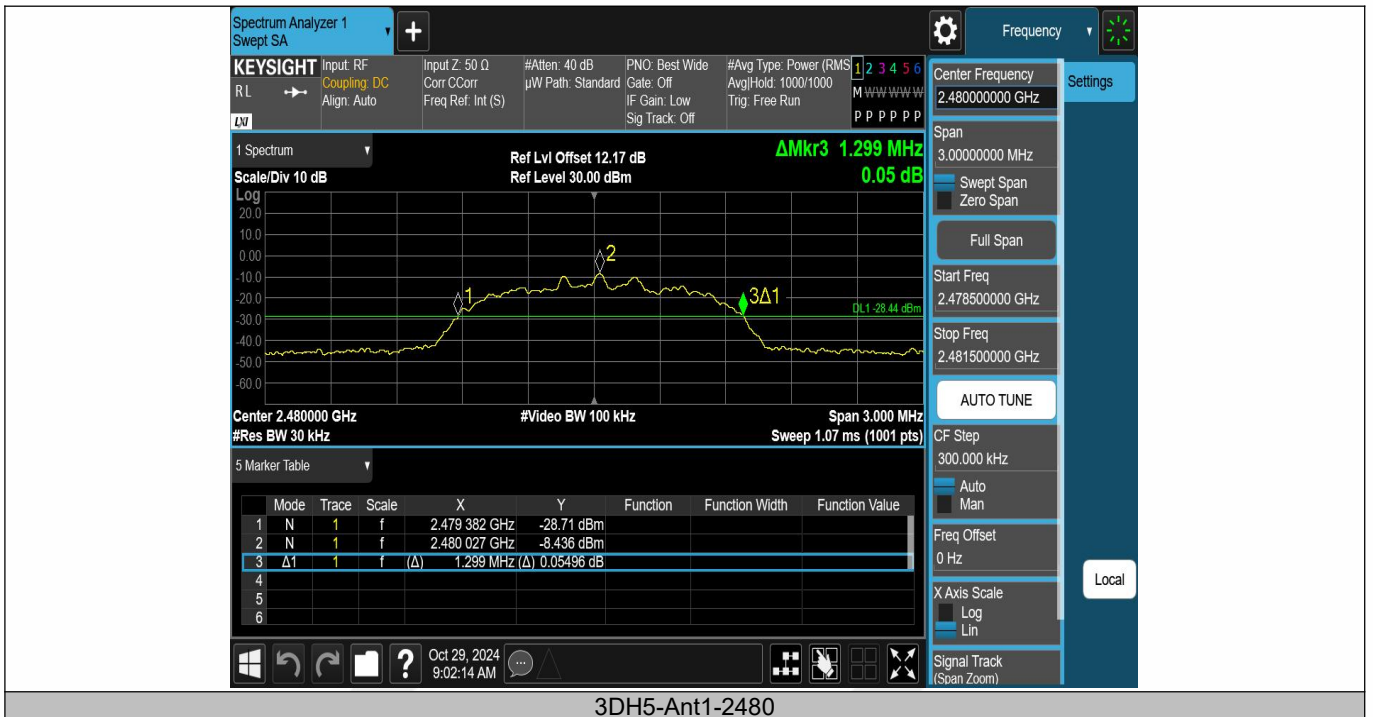 Spectrum Analyzer 1
Swept SA
+
Frequency
KEYSIGHT
RL
LXI
Input: RF
Coupling: DC
Align: Auto
Input Z: 50 Ω
Corr CCorr
Freq Ref: Int (S)
#Atten: 40 dB
µW Path: Standard
PNO: Best Wide
Gate: Off
IF Gain: Low
Sig Track: Off
#Avg Type: Power (RMS
Avg|Hold: 1000/1000
Trig: Free Run
1 2 3 4 5 6
M W W W W W
P P P P P P
1 Spectrum
Scale/Div 10 dB
Ref Lvl Offset 12.17 dB
Ref Level 30.00 dBm
ΔMkr3 1.299 MHz
0.05 dB
Log
20.0
10.0
0.00
-10.0
-20.0
-30.0
-40.0
-50.0
-60.0
1
2
3Δ1
DL1 -28.44 dBm
Center 2.480000 GHz
#Video BW 100 kHz
Span 3.000 MHz
#Res BW 30 kHz
Sweep 1.07 ms (1001 pts)
5 Marker Table
Mode Trace Scale X Y Function Function Width Function Value
1 N 1 f 2.479 382 GHz -28.71 dBm
2 N 1 f 2.480 027 GHz -8.436 dBm
3 Δ1 1 f (Δ) 1.299 MHz (Δ) 0.05496 dB
4
5
6
?
Oct 29, 2024
9:02:14 AM
Center Frequency
2.480000000 GHz
Settings
Span
3.00000000 MHz
Swept Span
Zero Span
Full Span
Start Freq
2.478500000 GHz
Stop Freq
2.481500000 GHz
AUTO TUNE
CF Step
300.000 kHz
Auto
Man
Freq Offset
0 Hz
Local
X Axis Scale
Log
Lin
Signal Track
(Span Zoom)
3DH5-Ant1-2480